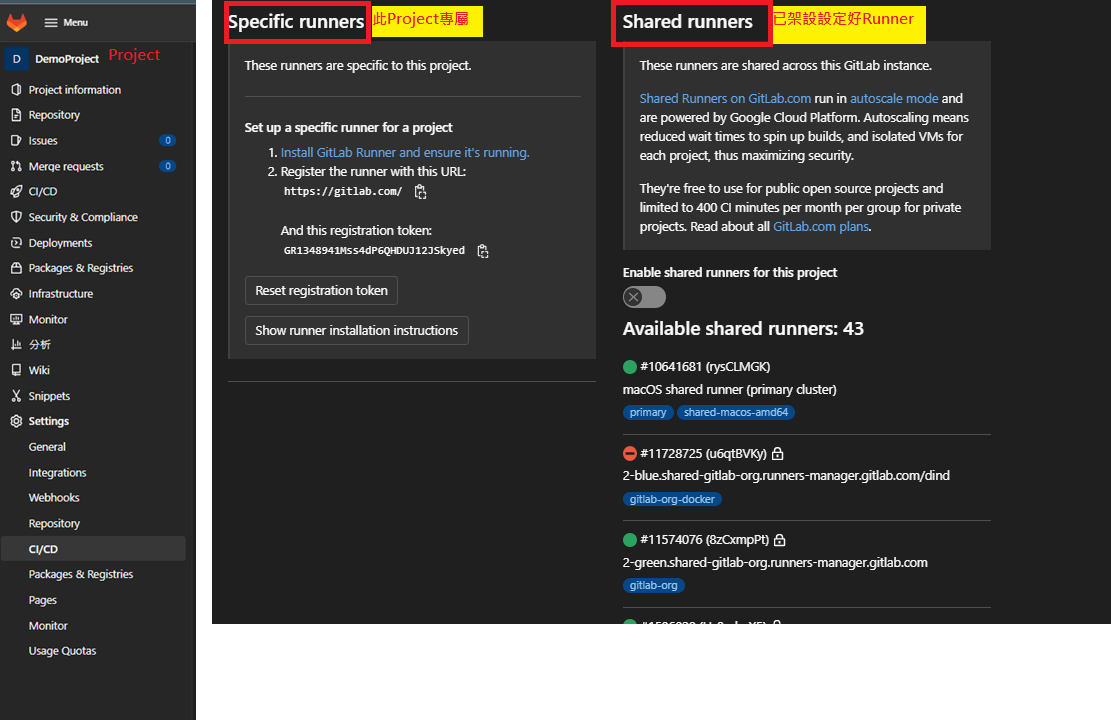 Menu
D DemoProject Project
Project information
Repository
Issues 0
Merge requests 0
CI/CD
Security & Compliance
Deployments
Packages & Registries
Infrastructure
Monitor
分析
Wiki
Snippets
Settings
General
Integrations
Webhooks
Repository
CI/CD
Packages & Registries
Pages
Monitor
Usage Quotas
Specific runners 此Project專屬
These runners are specific to this project.
Set up a specific runner for a project
1. Install GitLab Runner and ensure it's running.
2. Register the runner with this URL:
https://gitlab.com/
And this registration token:
GR1348941Mss4dP6QHDUJ12JSkyed
Reset registration token
Show runner installation instructions
Shared runners 已架設設定好Runner
These runners are shared across this GitLab instance.
Shared Runners on GitLab.com run in autoscale mode and
are powered by Google Cloud Platform. Autoscaling means
reduced wait times to spin up builds, and isolated VMs for
each project, thus maximizing security.
They're free to use for public open source projects and
limited to 400 CI minutes per month per group for private
projects. Read about all GitLab.com plans.
Enable shared runners for this project
Available shared runners: 43
#10641681 (rysCLMGK)
macOS shared runner (primary cluster)
primary shared-macos-amd64
#11728725 (u6qtBVKy)
2-blue.shared-gitlab-org.runners-manager.gitlab.com/dind
gitlab-org-docker
#11574076 (8zCxmpPt)
2-green.shared-gitlab-org.runners-manager.gitlab.com
gitlab-org